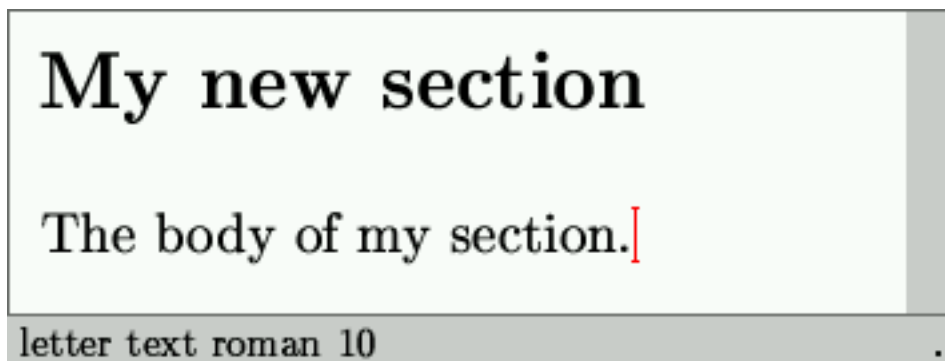 My new section
The body of my section.
letter text roman 10 .